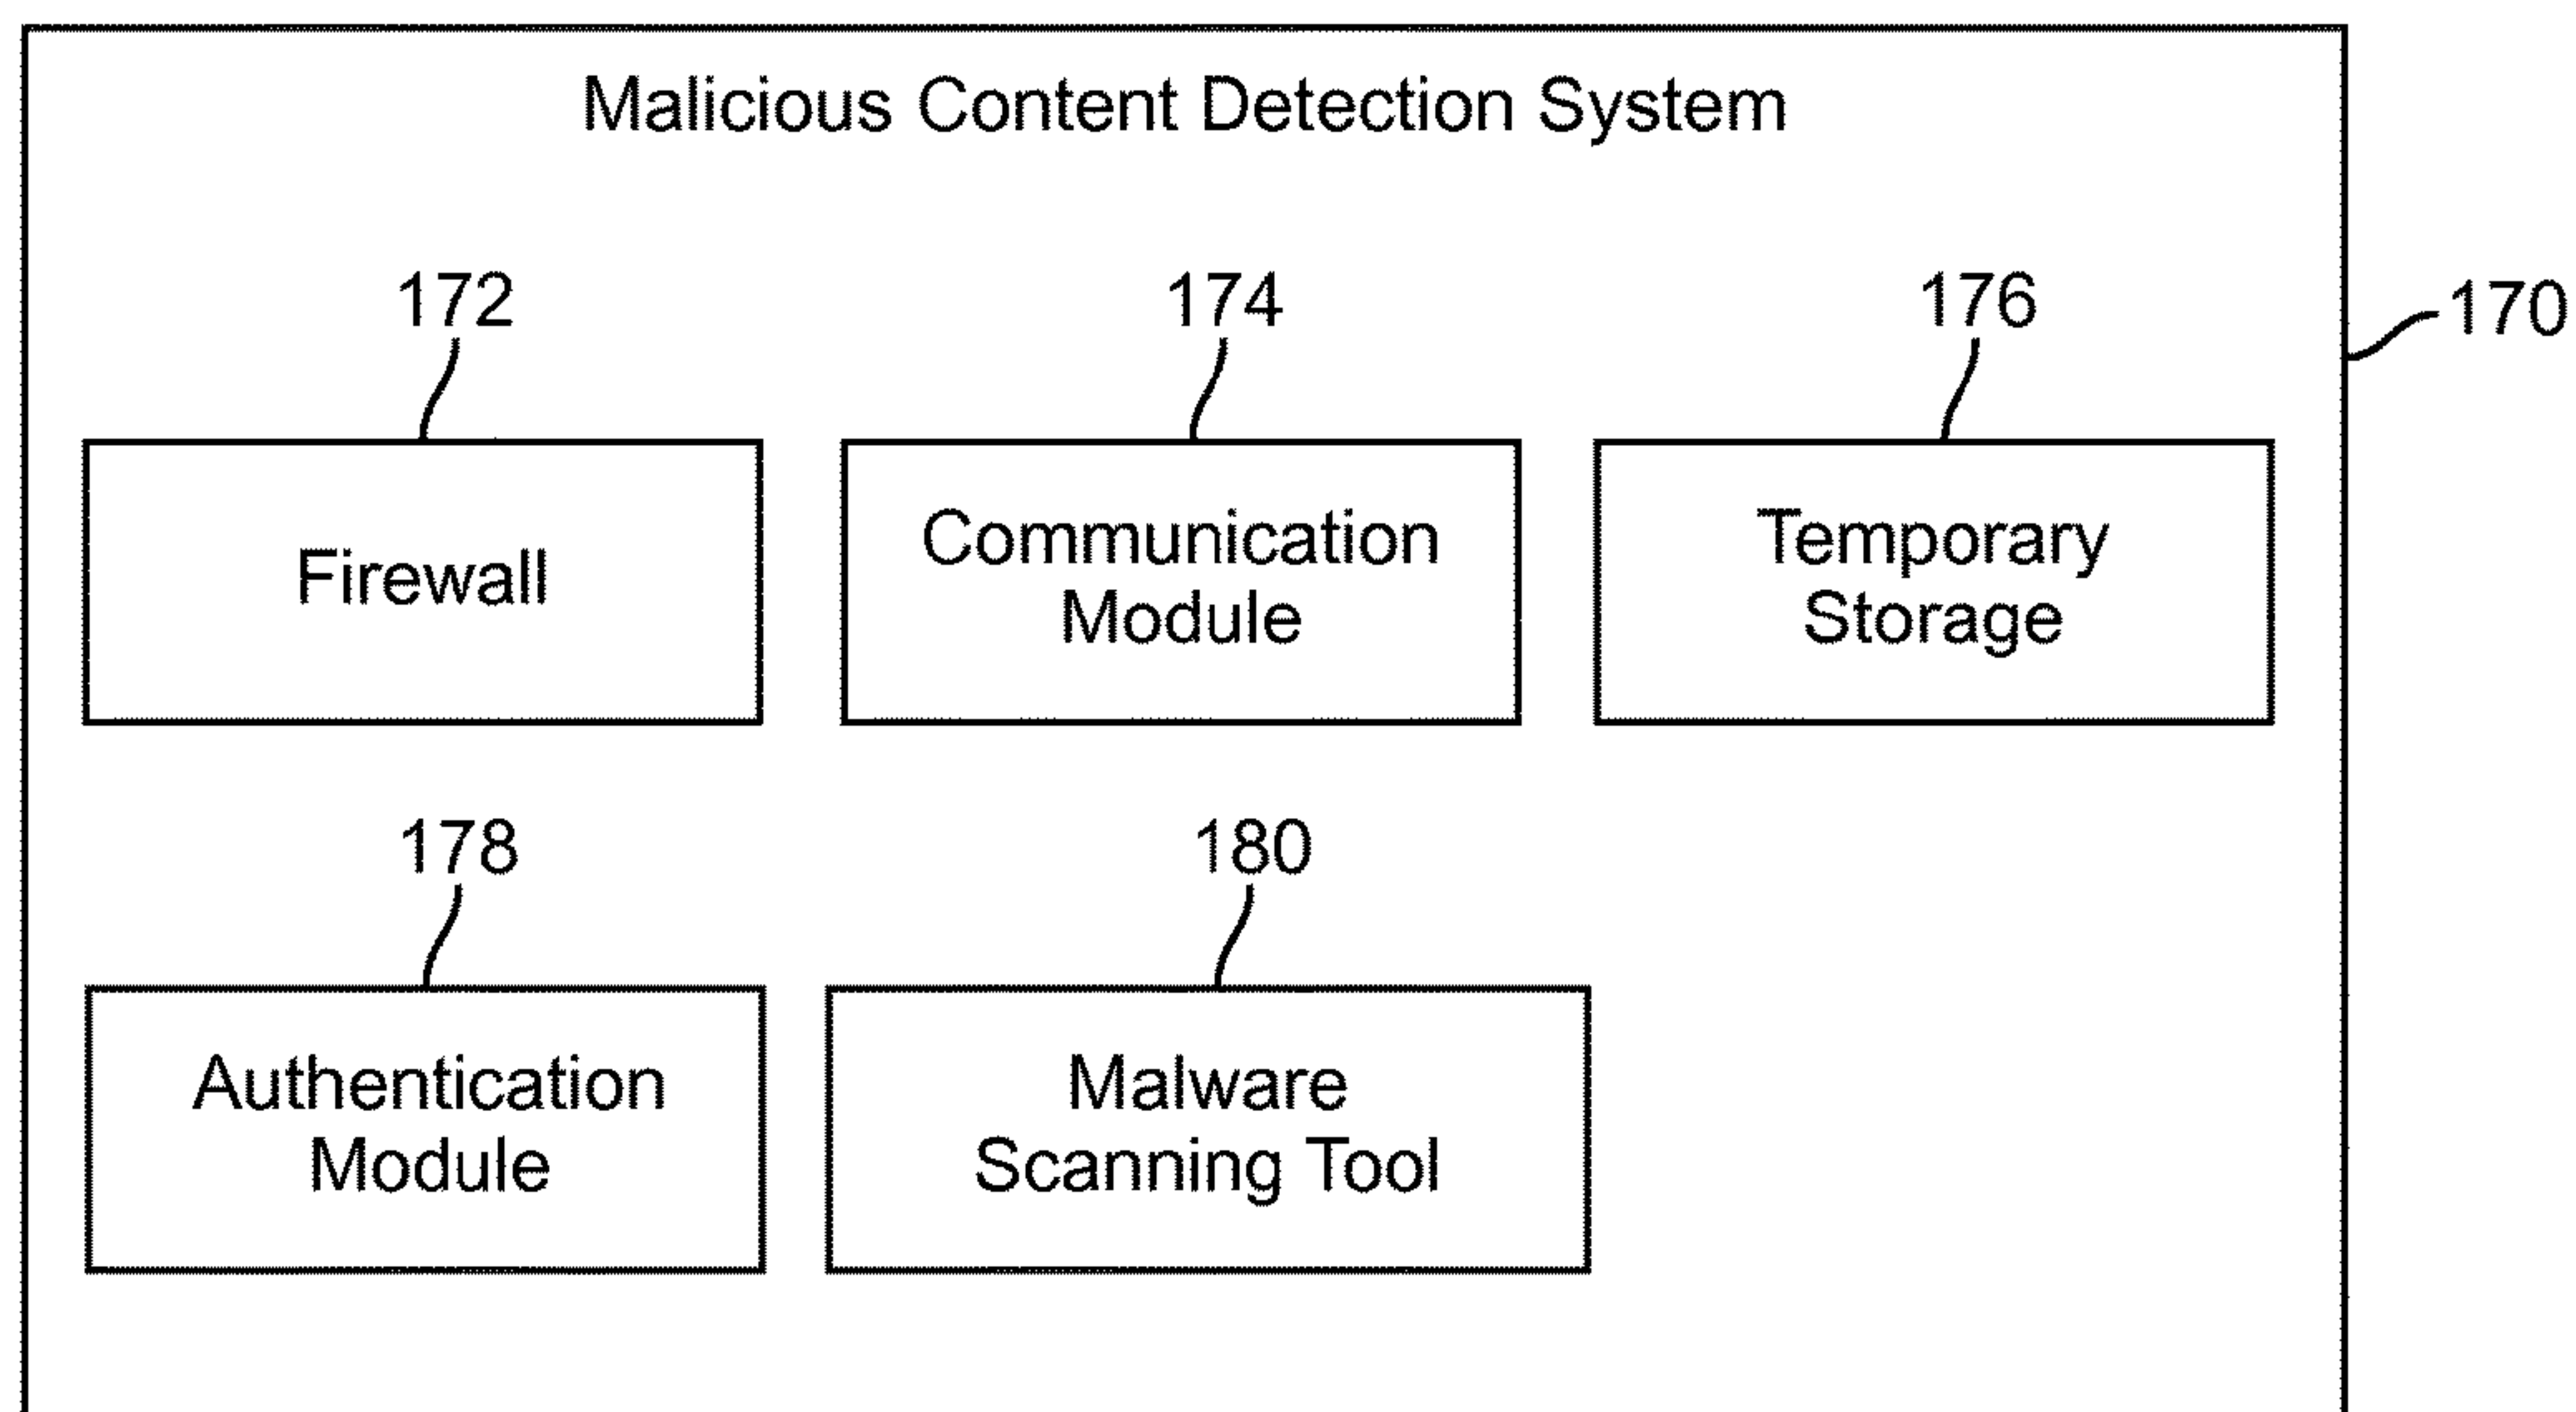 Malicious Content Detection System
172
174
176
170
Firewall
Communication
Module
Temporary
Storage
178
180
Authentication
Module
Malware
Scanning Tool